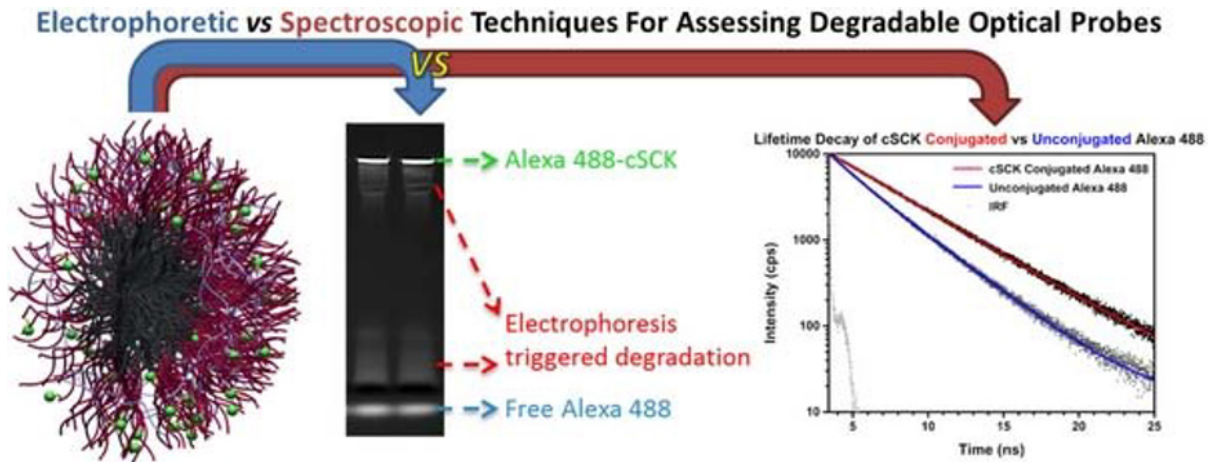 Electrophoretic vs Spectroscopic Techniques For Assessing Degradable Optical Probes
VS
Alexa 488-cSCK
Electrophoresis
triggered degradation
Free Alexa 488
Lifetime Decay of cSCK Conjugated vs Unconjugated Alexa 488
cSCK Conjugated Alexa 488
Unconjugated Alexa 488
IRF
Intensity (cps)
10000
1000
100
10
5
10
15
20
25
Time (ns)